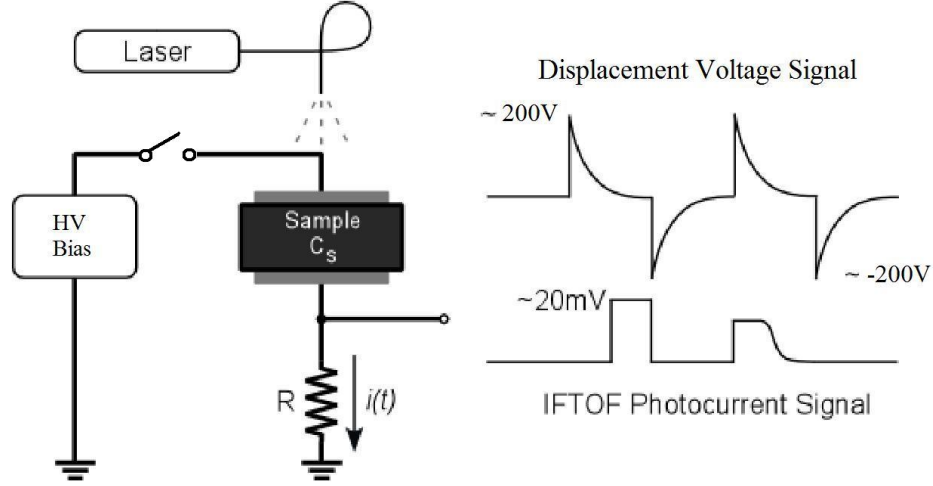 Laser
HV
Bias
Sample
Cs
R
i(t)
Displacement Voltage Signal
~ 200V
~ -200V
~20mV
IFTOF Photocurrent Signal